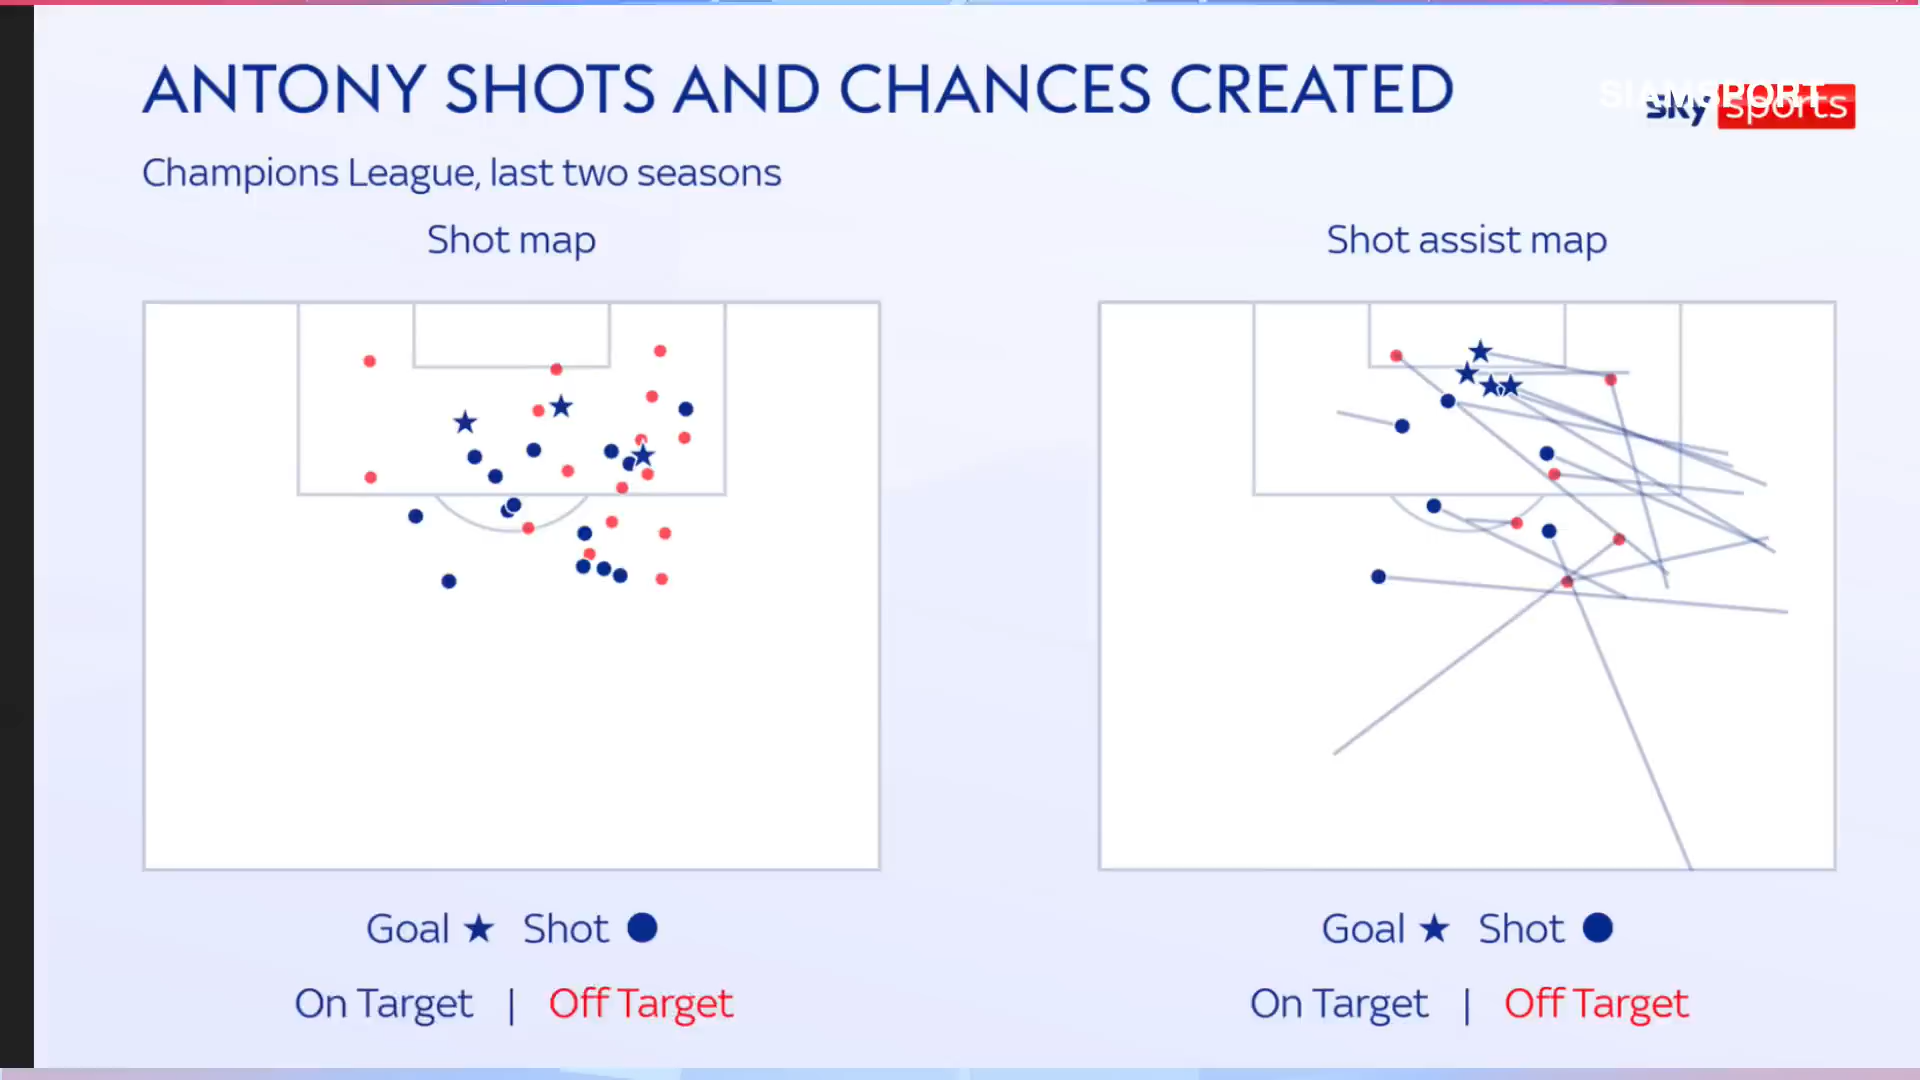 ANTONY SHOTS AND CHANCES CREATED
SIAMSPORT
sky sports
Champions League, last two seasons
Shot map
Shot assist map
Goal ★ Shot ●
On Target | Off Target
Goal ★ Shot ●
On Target | Off Target